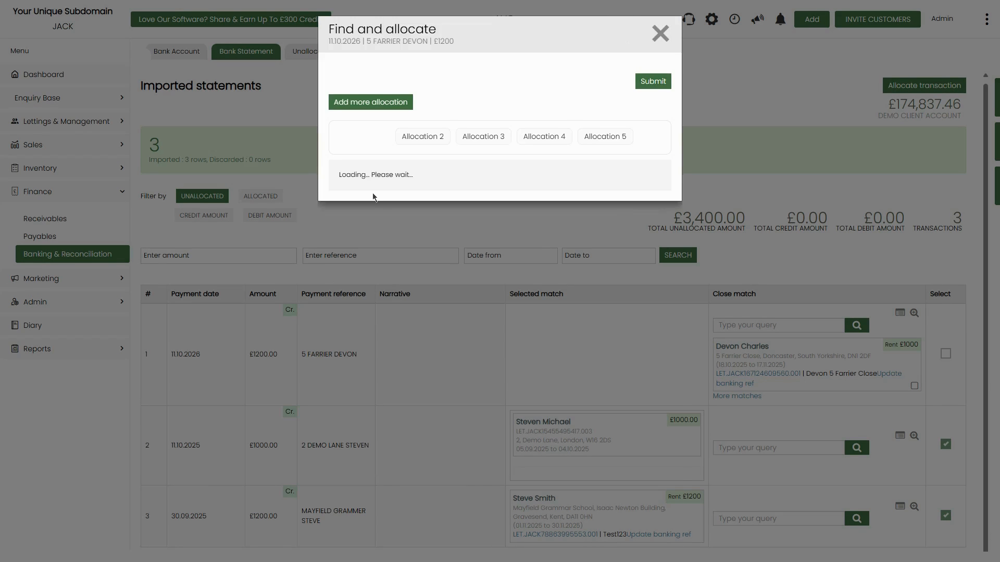 Your Unique Subdomain
JACK
Love Our Software? Share & Earn Up To £300 Cred
Add
INVITE CUSTOMERS
Admin
Find and allocate
11.10.2026 | 5 FARRIER DEVON | £1200
Menu
Dashboard
Enquiry Base
Lettings & Management
Sales
Inventory
Finance
Receivables
Payables
Banking & Reconciliation
Marketing
Admin
Diary
Reports
Bank Account
Bank Statement
Unalloc
Submit
Add more allocation
Allocation 2
Allocation 3
Allocation 4
Allocation 5
Loading... Please wait...
Imported statements
Allocate transaction
£174,837.46
DEMO CLIENT ACCOUNT
3
Imported : 3 rows, Discarded : 0 rows
Filter by
UNALLOCATED
ALLOCATED
CREDIT AMOUNT
DEBIT AMOUNT
£3,400.00
TOTAL UNALLOCATED AMOUNT
£0.00
TOTAL CREDIT AMOUNT
£0.00
TOTAL DEBIT AMOUNT
3
TRANSACTIONS
Enter amount
Enter reference
Date from
Date to
SEARCH
# Payment date Amount Payment reference Narrative Selected match Close match Select
1
11.10.2026
Cr.
£1200.00
5 FARRIER DEVON
Type your query
Devon Charles
Rent £1000
5 Farrier Close, Doncaster, South Yorkshire, DN1 2DF
(18.10.2025 to 17.11.2025)
LET.JACK167124609560.001 | Devon 5 Farrier CloseUpdate
banking ref
More matches
2
11.10.2025
Cr.
£1000.00
2 DEMO LANE STEVEN
Steven Michael
£1000.00
LET.JACK15455495417.003
2, Demo Lane, London, W16 2DS
05.09.2025 to 04.10.2025
Type your query
3
30.09.2025
Cr.
£1200.00
MAYFIELD GRAMMER
STEVE
Steve Smith
Rent £1200
Mayfield Grammar School, Isaac Newton Building,
Gravesend, Kent, DA11 0HN
(01.11.2025 to 30.11.2025)
LET.JACK78863995553.001 | Test123Update banking ref
Type your query